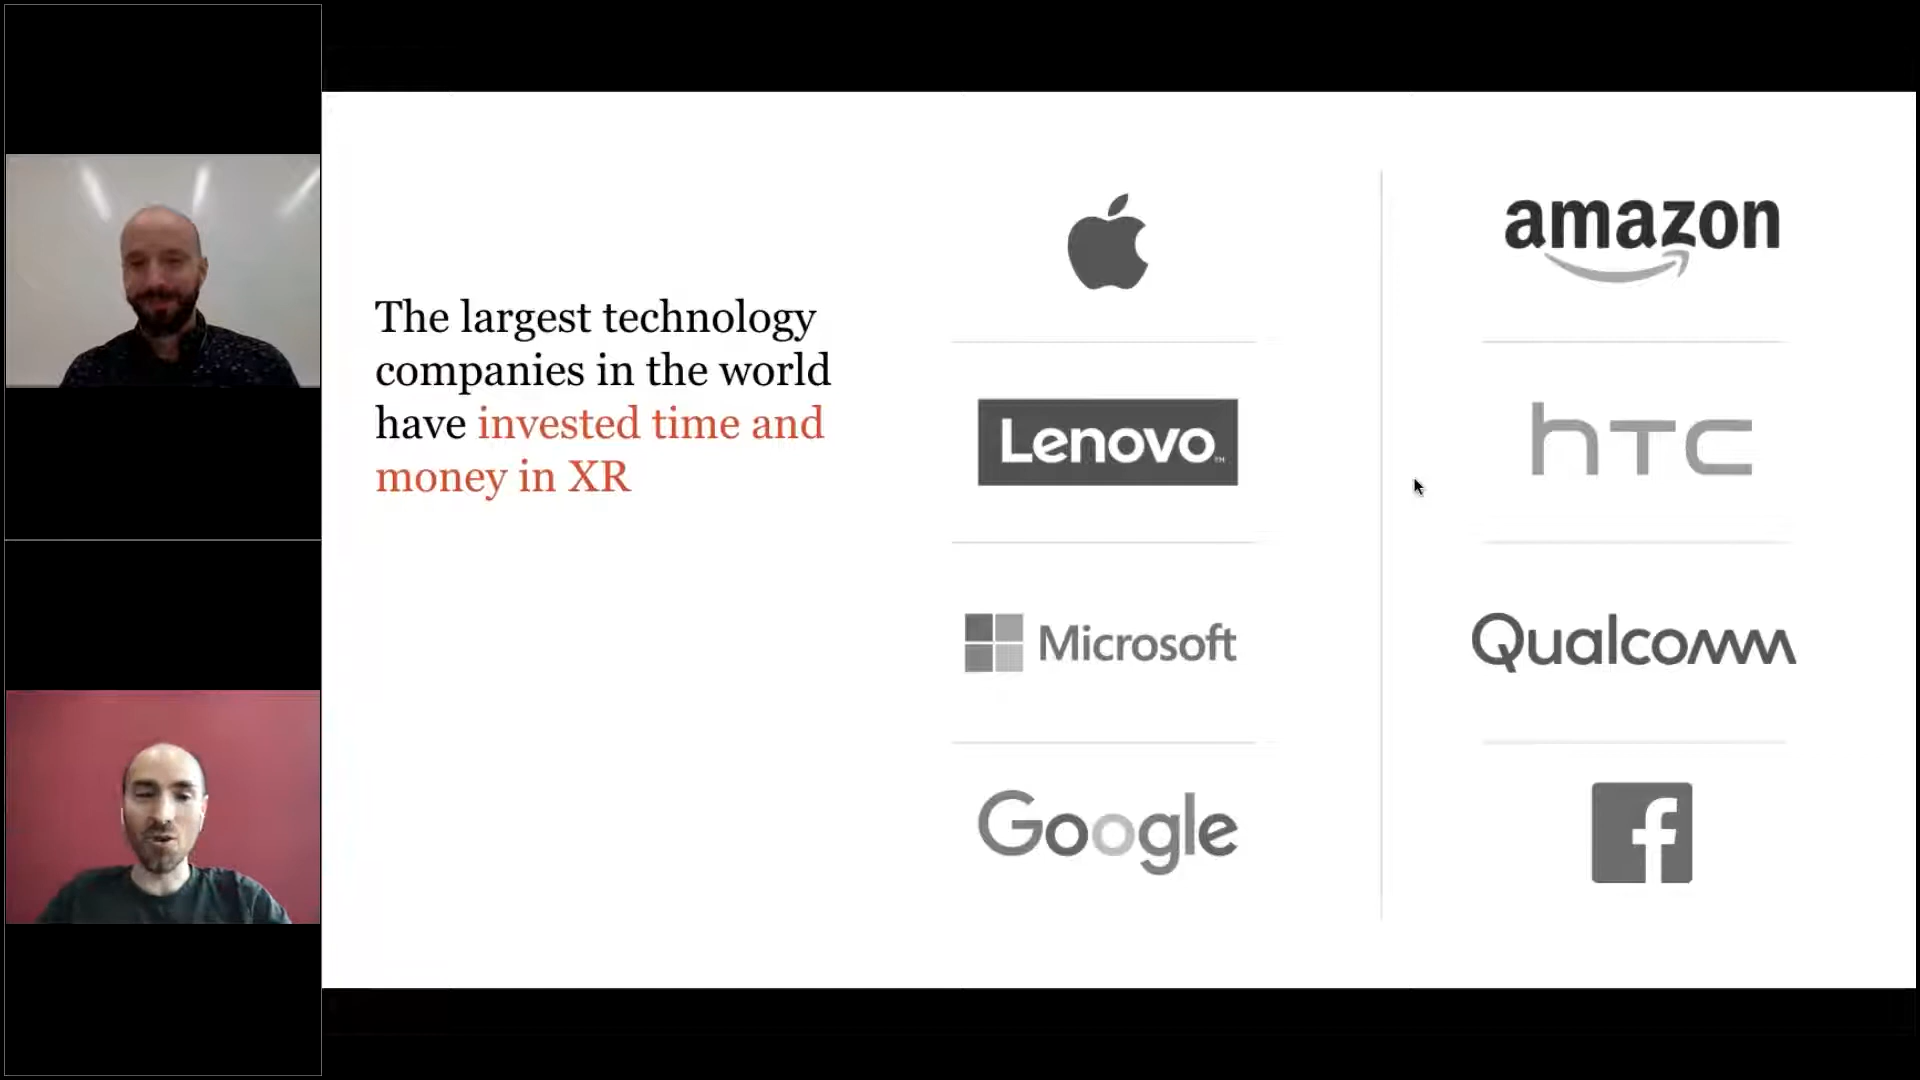 The largest technology
companies in the world
have invested time and
money in XR
amazon
Lenovo™
hTC
Microsoft
Qualcomm
Google
f